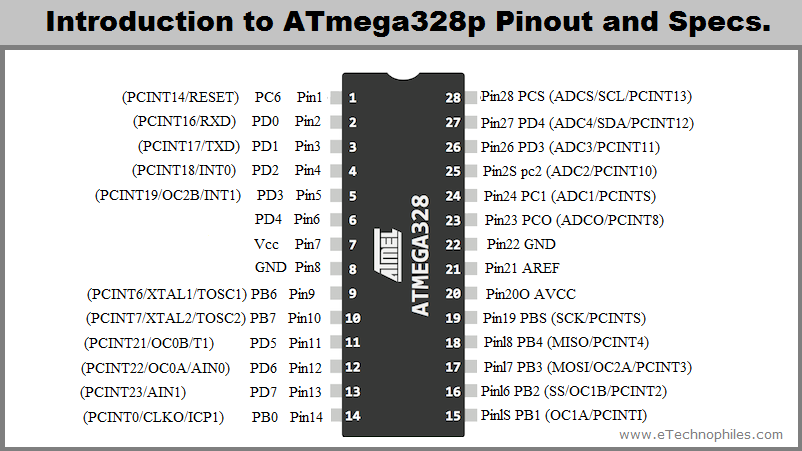 Introduction to ATmega328p Pinout and Specs.
(PCINT14/RESET) PC6 Pin1 1 28 Pin28 PCS (ADCS/SCL/PCINT13)
(PCINT16/RXD) PD0 Pin2 2 27 Pin27 PD4 (ADC4/SDA/PCINT12)
(PCINT17/TXD) PD1 Pin3 3 26 Pin26 PD3 (ADC3/PCINT11)
(PCINT18/INT0) PD2 Pin4 4 25 Pin2S pc2 (ADC2/PCINT10)
(PCINT19/OC2B/INT1) PD3 Pin5 5 24 Pin24 PC1 (ADC1/PCINTS)
PD4 Pin6 6 23 Pin23 PCO (ADCO/PCINT8)
Vcc Pin7 7 22 Pin22 GND
GND Pin8 8 21 Pin21 AREF
(PCINT6/XTAL1/TOSC1) PB6 Pin9 9 20 Pin20O AVCC
(PCINT7/XTAL2/TOSC2) PB7 Pin10 10 19 Pin19 PBS (SCK/PCINTS)
(PCINT21/OC0B/T1) PD5 Pin11 11 18 Pinl8 PB4 (MISO/PCINT4)
(PCINT22/OC0A/AIN0) PD6 Pin12 12 17 Pinl7 PB3 (MOSI/OC2A/PCINT3)
(PCINT23/AIN1) PD7 Pin13 13 16 Pinl6 PB2 (SS/OC1B/PCINT2)
(PCINT0/CLKO/ICP1) PB0 Pin14 14 15 PinlS PB1 (OC1A/PCINTI)
ATMEL
ATMEGA328
www.eTechnophiles.com